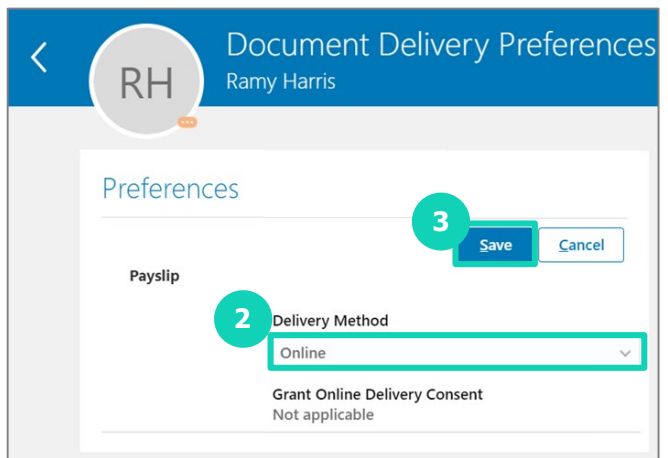 Document Delivery Preferences
RH
Ramy Harris
Preferences
3
Save
Cancel
Payslip
2
Delivery Method
Online
Grant Online Delivery Consent
Not applicable